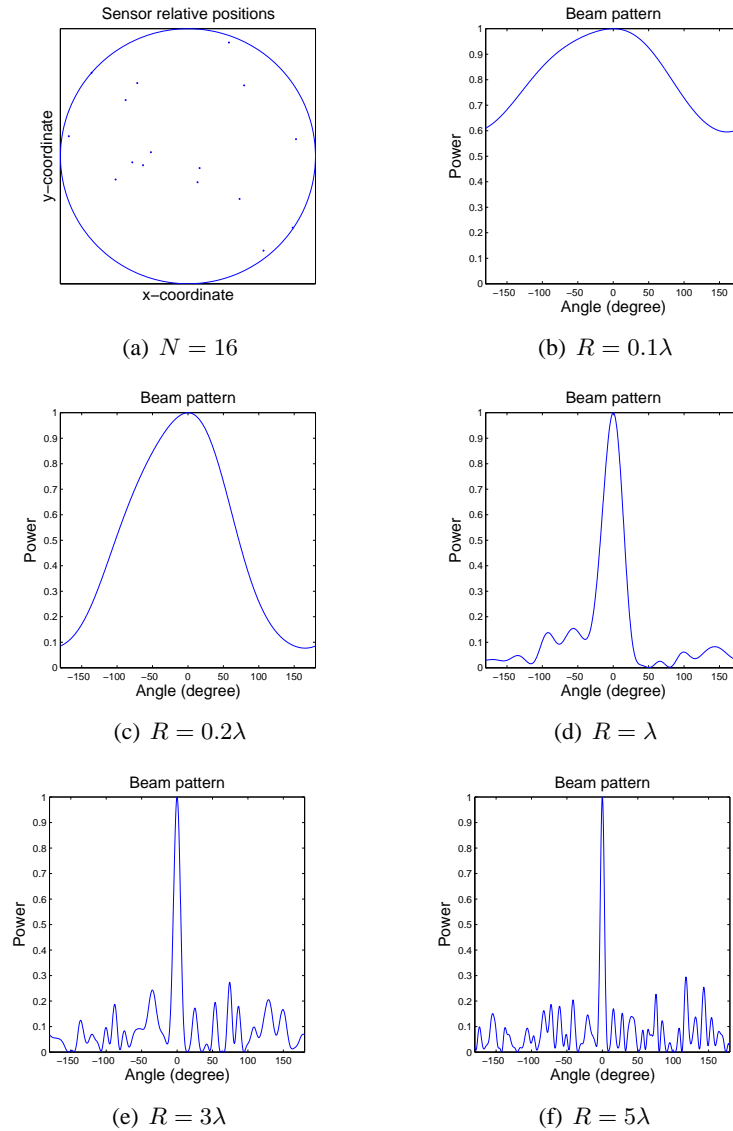 Sensor relative positions
y−coordinate
x−coordinate
(a) N = 16
Beam pattern
1
0.9
0.8
0.7
0.6
0.5
0.4
0.3
0.2
0.1
0
Power
−150 −100 −50 0 50 100 150
Angle (degree)
(b) R = 0.1λ
Beam pattern
1
0.9
0.8
0.7
0.6
0.5
0.4
0.3
0.2
0.1
0
Power
−150 −100 −50 0 50 100 150
Angle (degree)
(c) R = 0.2λ
Beam pattern
1
0.9
0.8
0.7
0.6
0.5
0.4
0.3
0.2
0.1
0
Power
−150 −100 −50 0 50 100 150
Angle (degree)
(d) R = λ
Beam pattern
1
0.9
0.8
0.7
0.6
0.5
0.4
0.3
0.2
0.1
0
Power
−150 −100 −50 0 50 100 150
Angle (degree)
(e) R = 3λ
Beam pattern
1
0.9
0.8
0.7
0.6
0.5
0.4
0.3
0.2
0.1
0
Power
−150 −100 −50 0 50 100 150
Angle (degree)
(f) R = 5λ